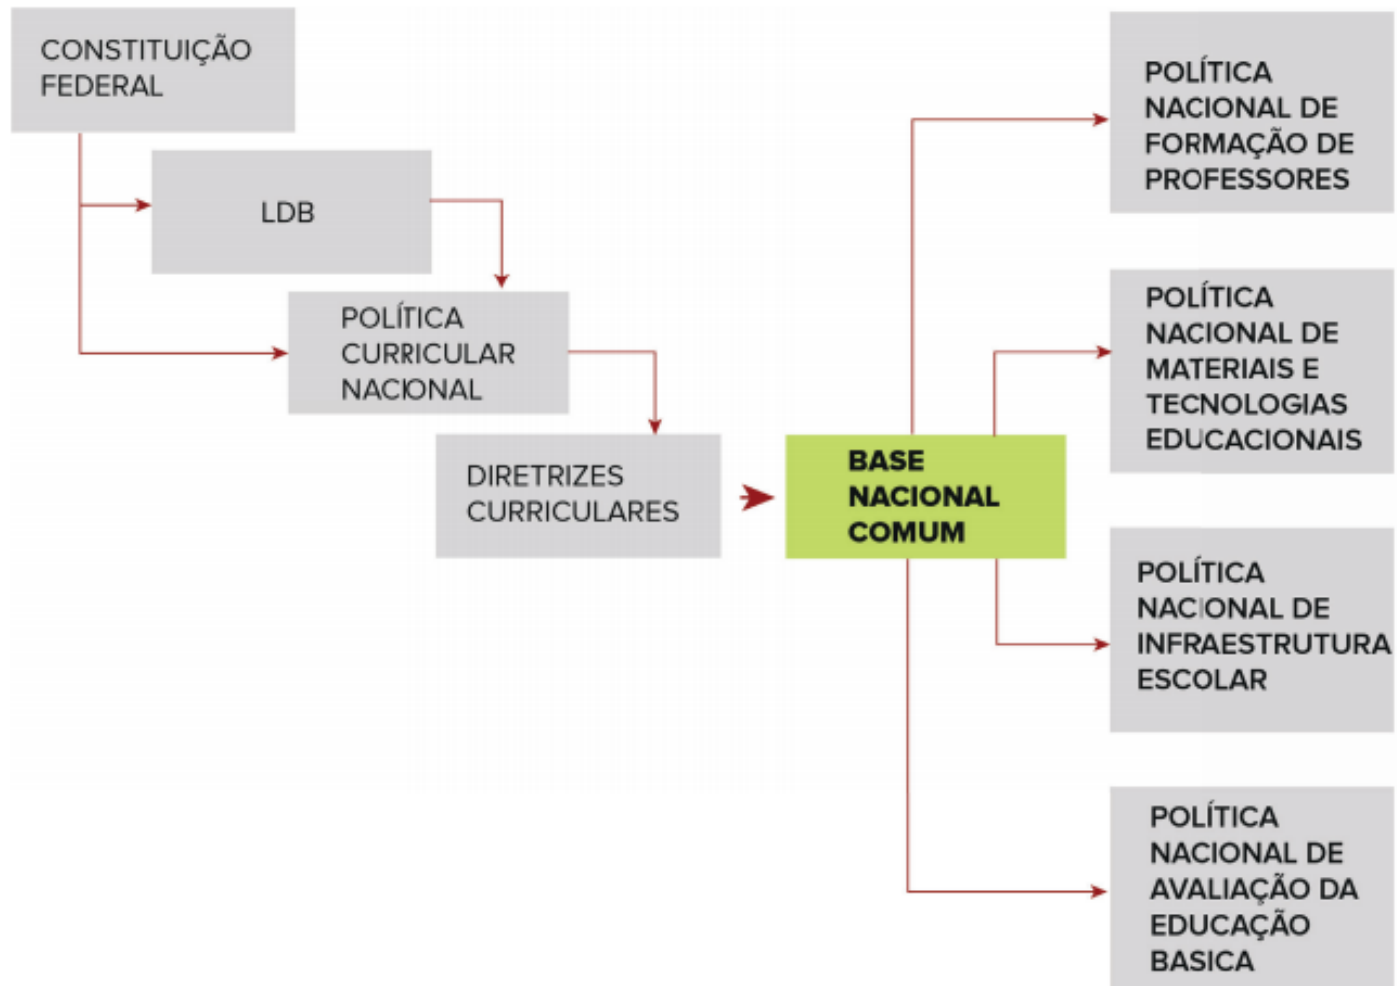 CONSTITUIÇÃO
FEDERAL
LDB
POLÍTICA
CURRICULAR
NACIONAL
DIRETRIZES
CURRICULARES
BASE
NACIONAL
COMUM
POLÍTICA
NACIONAL DE
FORMAÇÃO DE
PROFESSORES
POLÍTICA
NACIONAL DE
MATERIAIS E
TECNOLOGIAS
EDUCACIONAIS
POLÍTICA
NACIONAL DE
INFRAESTRUTURA
ESCOLAR
POLÍTICA
NACIONAL DE
AVALIAÇÃO DA
EDUCAÇÃO
BASICA